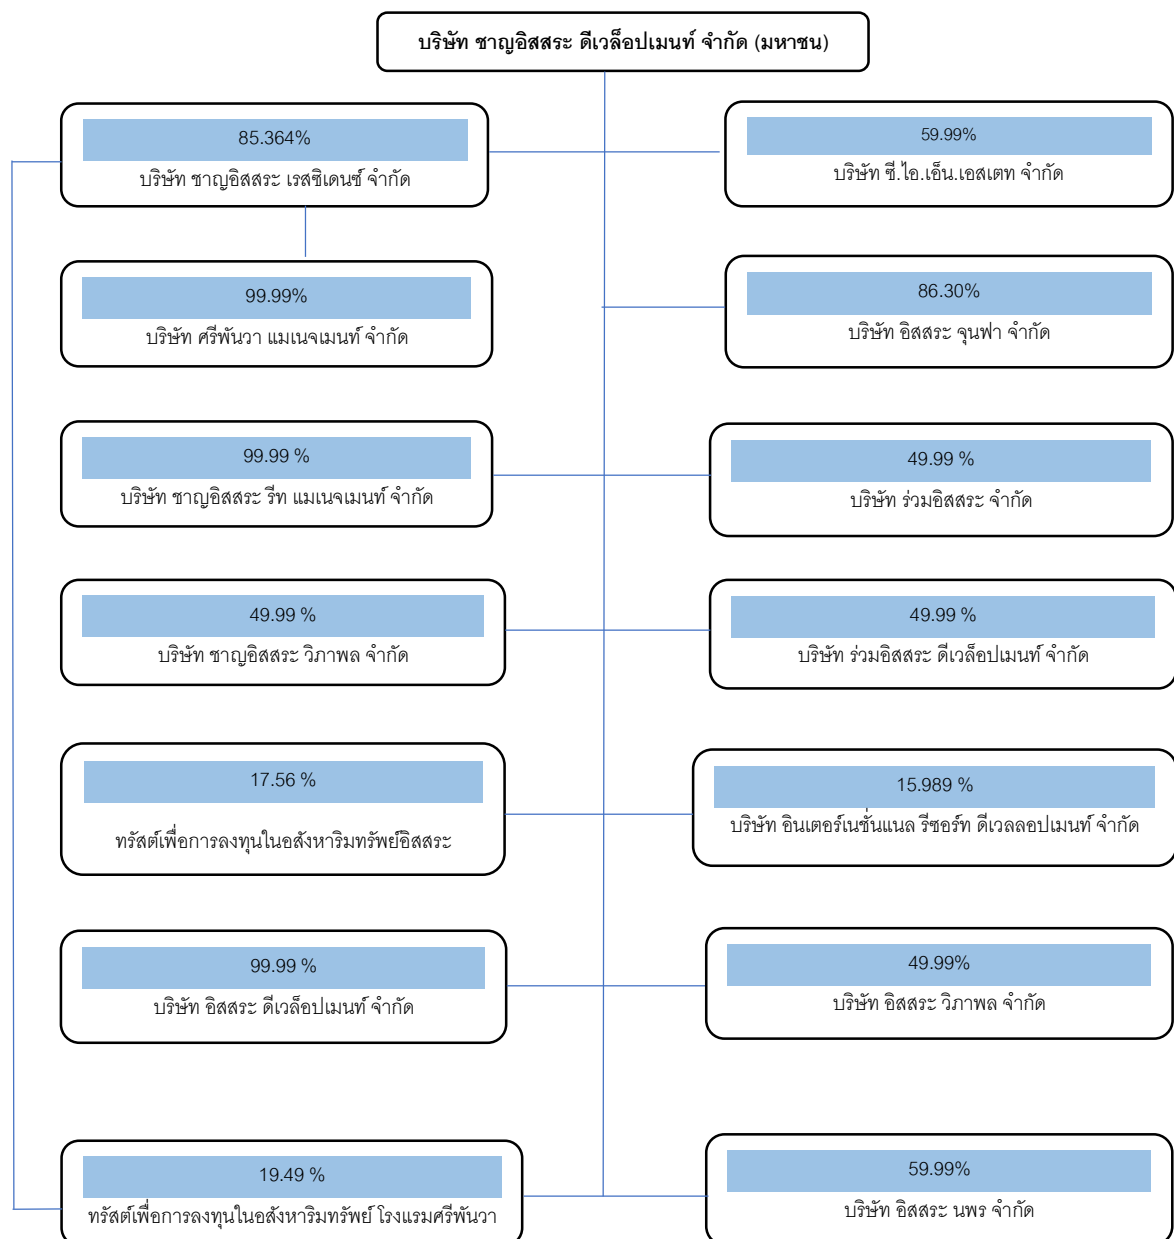 บริษัท ชาญอิสสระ ดีเวล็อปเมนท์ จำกัด (มหาชน)
85.364%
บริษัท ชาญอิสสระ เรสซิเดนซ์ จำกัด
59.99%
บริษัท ซี.ไอ.เอ็น.เอสเตท จำกัด
99.99%
บริษัท ศรีพันวา แมเนจเมนท์ จำกัด
86.30%
บริษัท อิสสระ จุนฟา จำกัด
99.99 %
บริษัท ชาญอิสสระ รีท แมเนจเมนท์ จำกัด
49.99 %
บริษัท ร่วมอิสสระ จำกัด
49.99 %
บริษัท ชาญอิสสระ วิภาพล จำกัด
49.99 %
บริษัท ร่วมอิสสระ ดีเวล็อปเมนท์ จำกัด
17.56 %
ทรัสต์เพื่อการลงทุนในอสังหาริมทรัพย์อิสสระ
15.989 %
บริษัท อินเตอร์เนชั่นแนล รีซอร์ท ดีเวลลอปเมนท์ จำกัด
99.99 %
บริษัท อิสสระ ดีเวล็อปเมนท์ จำกัด
49.99%
บริษัท อิสสระ วิภาพล จำกัด
19.49 %
ทรัสต์เพื่อการลงทุนในอสังหาริมทรัพย์ โรงแรมศรีพันวา
59.99%
บริษัท อิสสระ นพร จำกัด